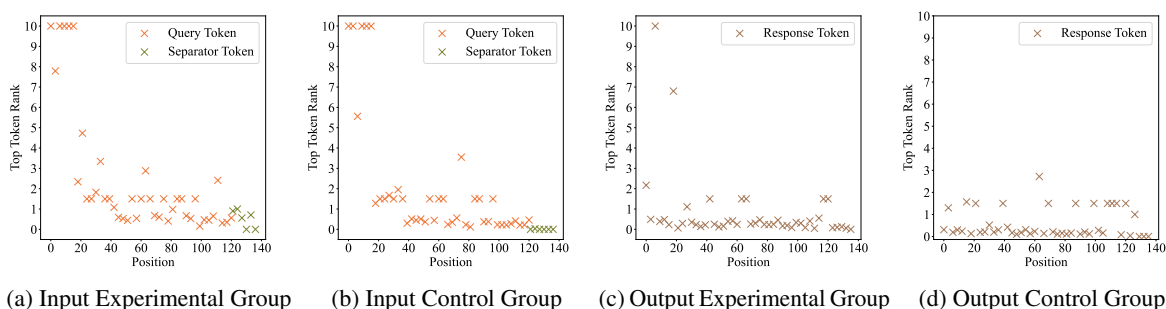 Top Token Rank
10
9
8
7
6
5
4
3
2
1
0
Query Token
Separator Token
0 20 40 60 80 100 120 140
Position
(a) Input Experimental Group
Top Token Rank
10
9
8
7
6
5
4
3
2
1
0
Query Token
Separator Token
0 20 40 60 80 100 120 140
Position
(b) Input Control Group
Top Token Rank
10
9
8
7
6
5
4
3
2
1
0
Response Token
0 20 40 60 80 100 120 140
Position
(c) Output Experimental Group
Top Token Rank
10
9
8
7
6
5
4
3
2
1
0
Response Token
0 20 40 60 80 100 120 140
Position
(d) Output Control Group